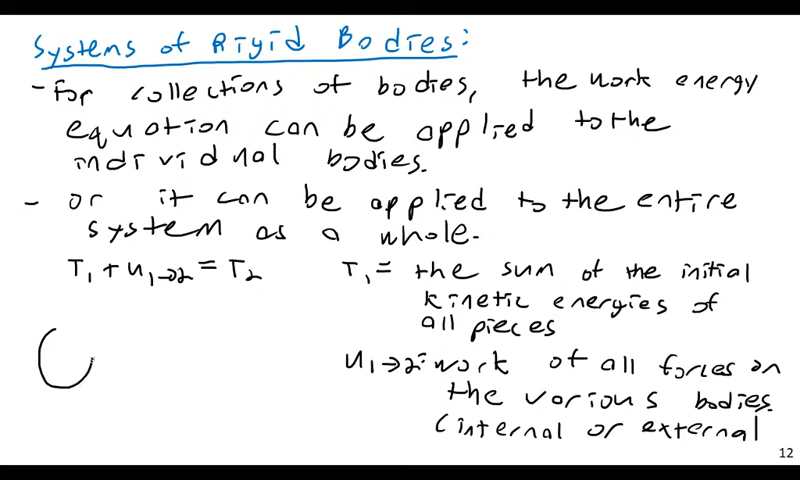 Systems of Rigid Bodies:
- For collections of bodies, the work energy
equation can be applied to the
individual bodies.
- or it can be applied to the entire
system as a whole.
T₁ + U₁→₂ = T₂
T₁ = the sum of the initial
kinetic energies of
all pieces
U₁→₂: work of all forces on
the various bodies.
(internal or external
12